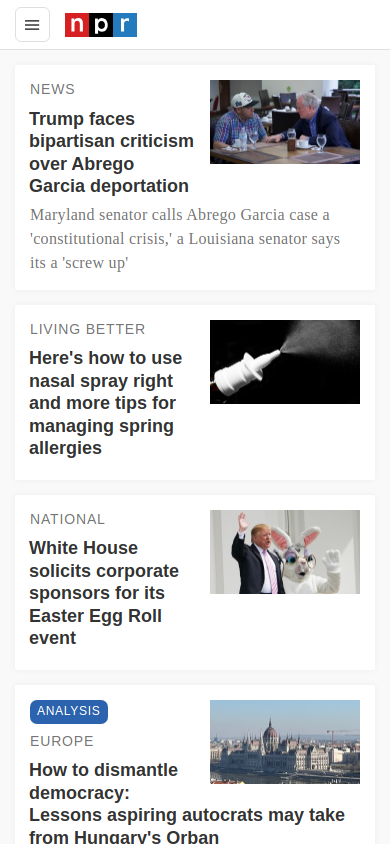 npr
NEWS
Trump faces
bipartisan criticism
over Abrego
Garcia deportation
Maryland senator calls Abrego Garcia case a
'constitutional crisis,' a Louisiana senator says
its a 'screw up'
LIVING BETTER
Here's how to use
nasal spray right
and more tips for
managing spring
allergies
NATIONAL
White House
solicits corporate
sponsors for its
Easter Egg Roll
event
ANALYSIS
EUROPE
How to dismantle
democracy:
Lessons aspiring autocrats may take
from Hungary's Orban